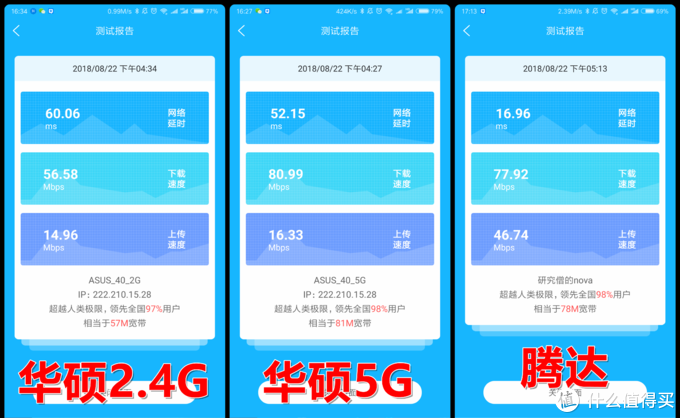 16:34
0.99M/s
77%
测试报告
2018/08/22 下午04:34
60.06
ms
网络
延时
56.58
Mbps
下载
速度
14.96
Mbps
上传
速度
ASUS_40_2G
IP: 222.210.15.28
超越人类极限,领先全国97%用户
相当于57M宽带
华硕2.4G
16:27
424K/s
79%
测试报告
2018/08/22 下午04:27
52.15
ms
网络
延时
80.99
Mbps
下载
速度
16.33
Mbps
上传
速度
ASUS_40_5G
IP: 222.210.15.28
超越人类极限,领先全国98%用户
相当于81M宽带
华硕5G
17:13
2.39M/s
69%
测试报告
2018/08/22 下午05:13
16.96
ms
网络
延时
77.92
Mbps
下载
速度
46.74
Mbps
上传
速度
研究僧的nova
超越人类极限,领先全国98%用户
相当于78M宽带
腾达
值 什么值得买